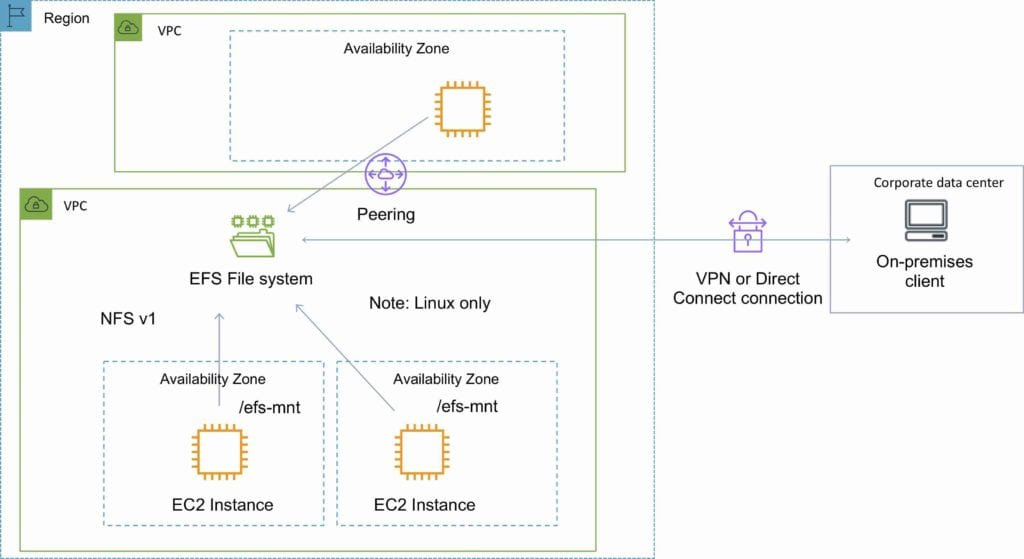 Region
VPC
Availability Zone
VPC
Peering
EFS File system
Note: Linux only
NFS v1
Availability Zone
/efs-mnt
EC2 Instance
Availability Zone
/efs-mnt
EC2 Instance
VPN or Direct
Connect connection
Corporate data center
On-premises
client